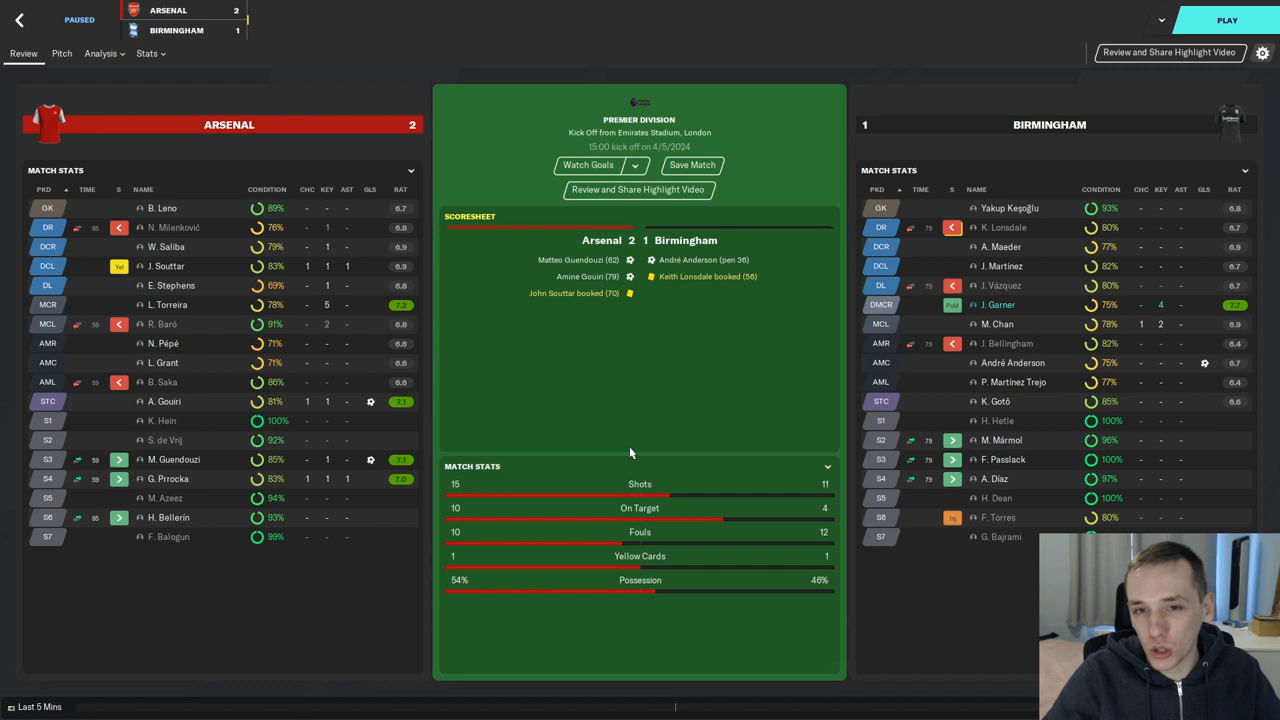 PAUSED
ARSENAL 2
BIRMINGHAM 1
PLAY
Review Pitch Analysis Stats
Review and Share Highlight Video
ARSENAL 2
MATCH STATS
PKD TIME S NAME CONDITION CHC KEY AST GLS RAT
GK B. Leno 89% - - - 6.7
DR 85 N. Milenković 76% - 1 - 6.8
DCR W. Saliba 79% - 1 - 6.9
DCL Yel J. Souttar 83% 1 1 1 6.9
DL E. Stephens 69% - 1 - 6.8
MCR L. Torreira 78% - 5 - 7.2
MCL 59 R. Baró 91% - 2 - 6.8
AMR N. Pépé 71% - - - 6.6
AMC L. Grant 71% - - - 6.6
AML 59 B. Saka 86% - - - 6.6
STC A. Gouiri 81% 1 1 - 7.1
S1 K. Hein 100%
S2 S. de Vrij 92%
S3 59 M. Guendouzi 85% - 1 - 7.1
S4 59 G. Prrocka 83% 1 1 1 7.0
S5 M. Azeez 94%
S6 85 H. Bellerín 93% - - -
S7 F. Balogun 99%
PREMIER DIVISION
Kick Off from Emirates Stadium, London
15:00 kick off on 4/5/2024
Watch Goals Save Match
Review and Share Highlight Video
SCORESHEET
Arsenal 2 1 Birmingham
Matteo Guendouzi (62) André Anderson (pen 36)
Amine Gouiri (79) Keith Lonsdale booked (56)
John Souttar booked (70)
MATCH STATS
15 Shots 11
10 On Target 4
10 Fouls 12
1 Yellow Cards 1
54% Possession 46%
1 BIRMINGHAM
MATCH STATS
PKD TIME S NAME CONDITION CHC KEY AST GLS RAT
GK Yakup Keşoğlu 93% - - - 6.8
DR 79 K. Lonsdale 80% - - - 6.7
DCR A. Maeder 77% - - - 6.9
DCL J. Martínez 82% - - - 6.7
DL 79 J. Vázquez 80% - - - 6.7
DMCR PoM J. Garner 75% - 4 - 7.7
MCL M. Chan 78% 1 2 - 6.9
AMR 79 J. Bellingham 82% - - - 6.4
AMC André Anderson 75% - - - 6.7
AML P. Martínez Trejo 77% - - - 6.4
STC K. Gotō 85% - - - 6.6
S1 H. Hetle 100%
S2 79 M. Mármol 96% - - -
S3 79 F. Passlack 100% - - -
S4 79 A. Díaz 97% - - -
S5 H. Dean 100%
S6 Inj F. Torres 80%
S7 G. Bajrami
Last 5 Mins